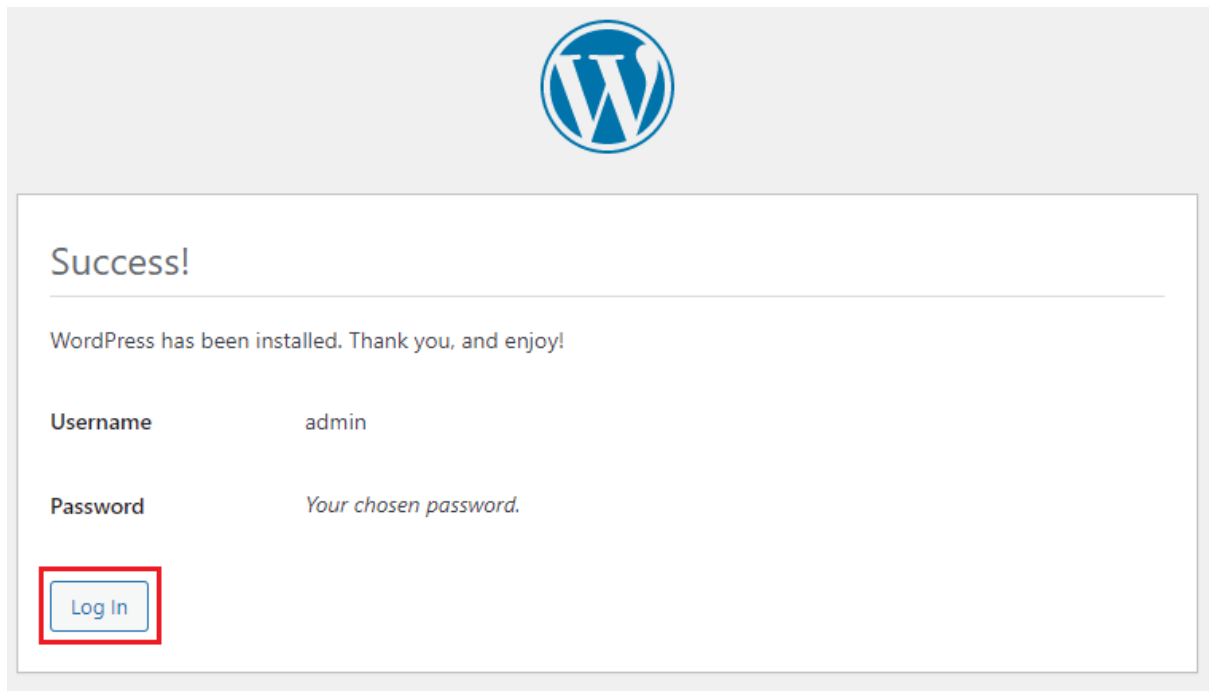 Success!
WordPress has been installed. Thank you, and enjoy!
Username admin
Password Your chosen password.
Log In